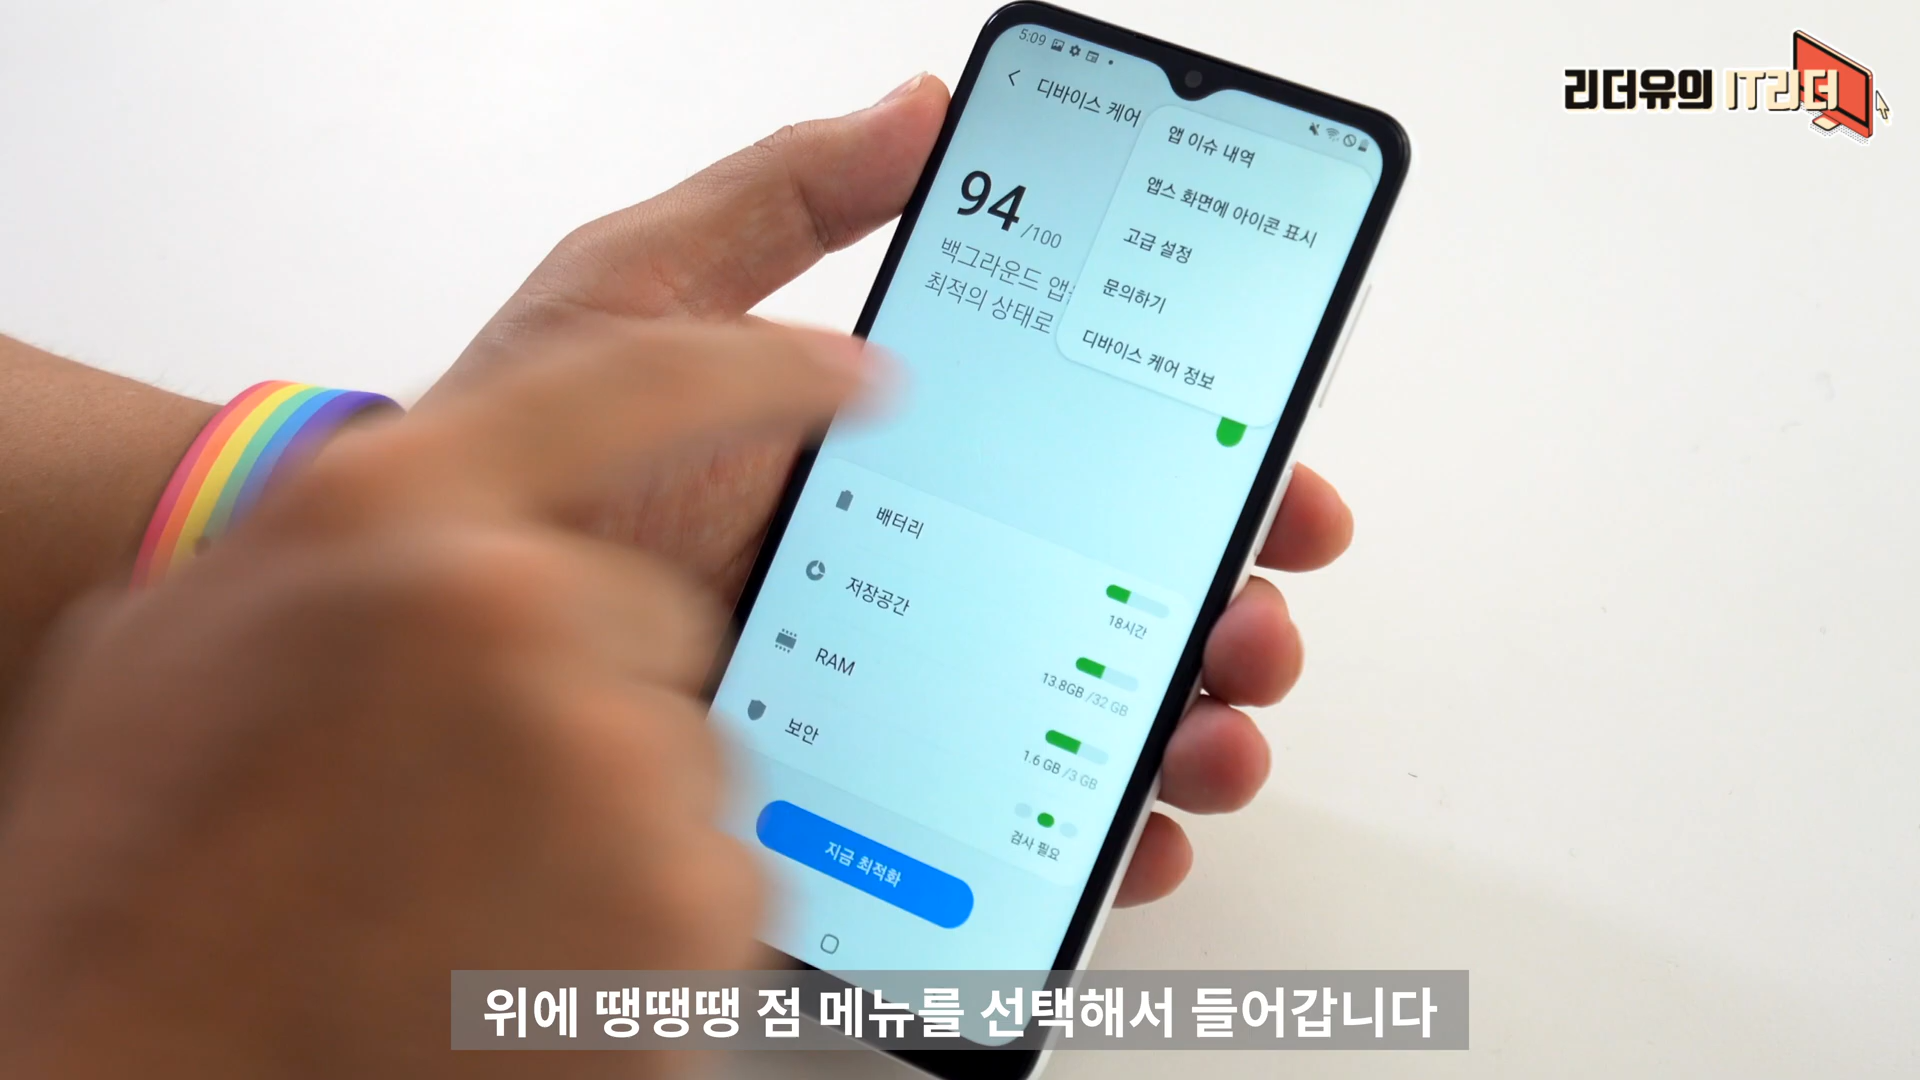 리더유의 IT리더
5:09
디바이스 케어
앱 이슈 내역
앱스 화면에 아이콘 표시
고급 설정
문의하기
디바이스 케어 정보
94/100
백그라운드
최적의 상태로
배터리
18시간
저장공간
13.8GB /32 GB
RAM
1.6 GB /3 GB
보안
검사 필요
지금 최적화
위에 땡땡땡 점 메뉴를 선택해서 들어갑니다